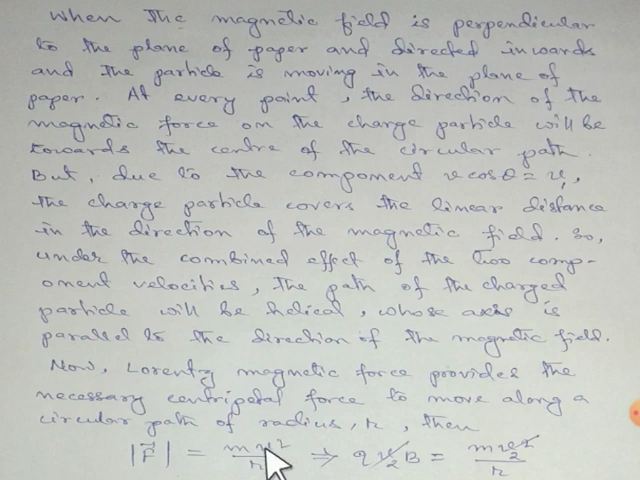 When The magnetic field is perpendicular
to the plane of paper and directed inwards
and The particle is moving in the plane of
paper. At every point, the direction of the
magnetic force on the charge particle will be
towards the centre of the circular path.
But, due to the component v cos θ = v₁,
the charge particle covers the linear distance
in the direction of the magnetic field. So,
under the combined effect of the two comp-
onent velocities, the path of the charged
particle will be helical, whose axis is
parallel to the direction of the magnetic field.
Now, Lorentz magnetic force provides the
necessary centripetal force to move along a
circular path of radius, r, then
|F⃗| = mv²/r ⇒ qv₂B = mv₂²/r